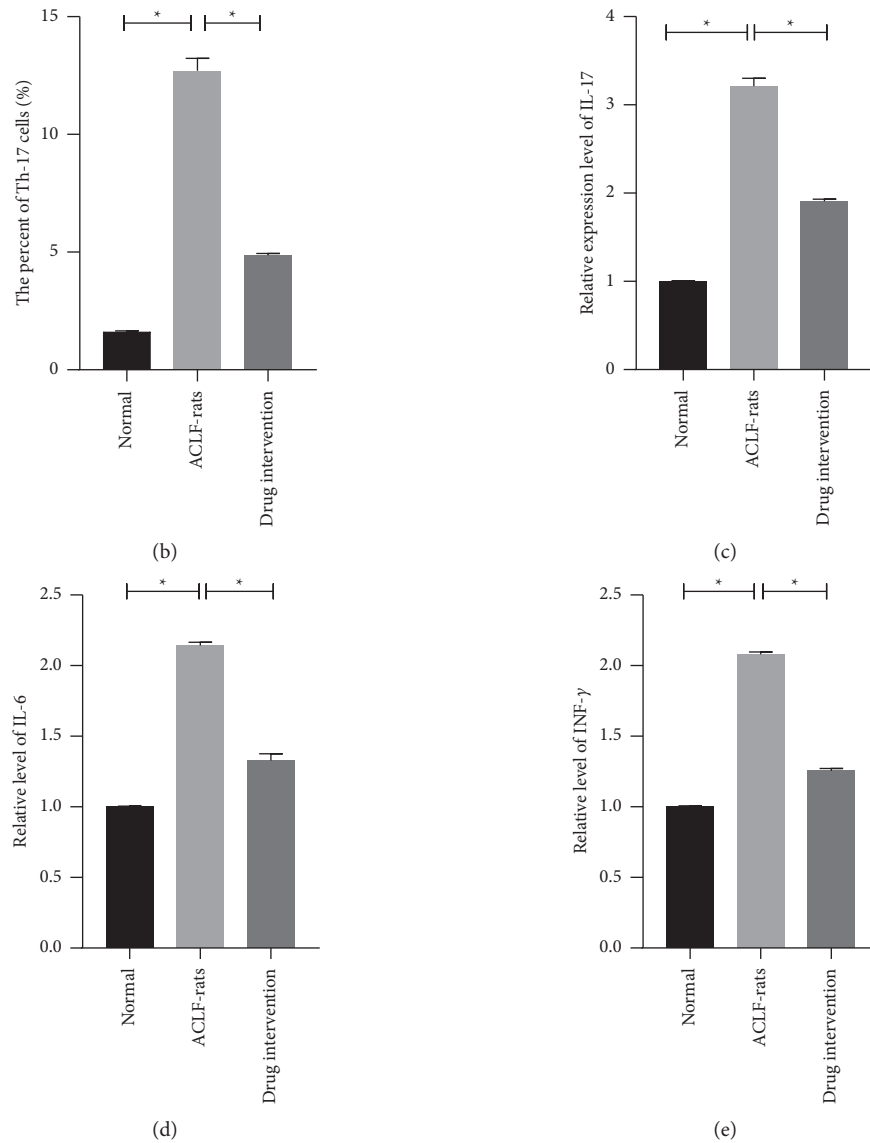 The percent of Th-17 cells (%)
15
10
5
0
* *
Normal
ACLF-rats
Drug intervention
(b)
Relative expression level of IL-17
4
3
2
1
0
* *
Normal
ACLF-rats
Drug intervention
(c)
Relative level of IL-6
2.5
2.0
1.5
1.0
0.5
0.0
* *
Normal
ACLF-rats
Drug intervention
(d)
Relative level of INF-γ
2.5
2.0
1.5
1.0
0.5
0.0
* *
Normal
ACLF-rats
Drug intervention
(e)